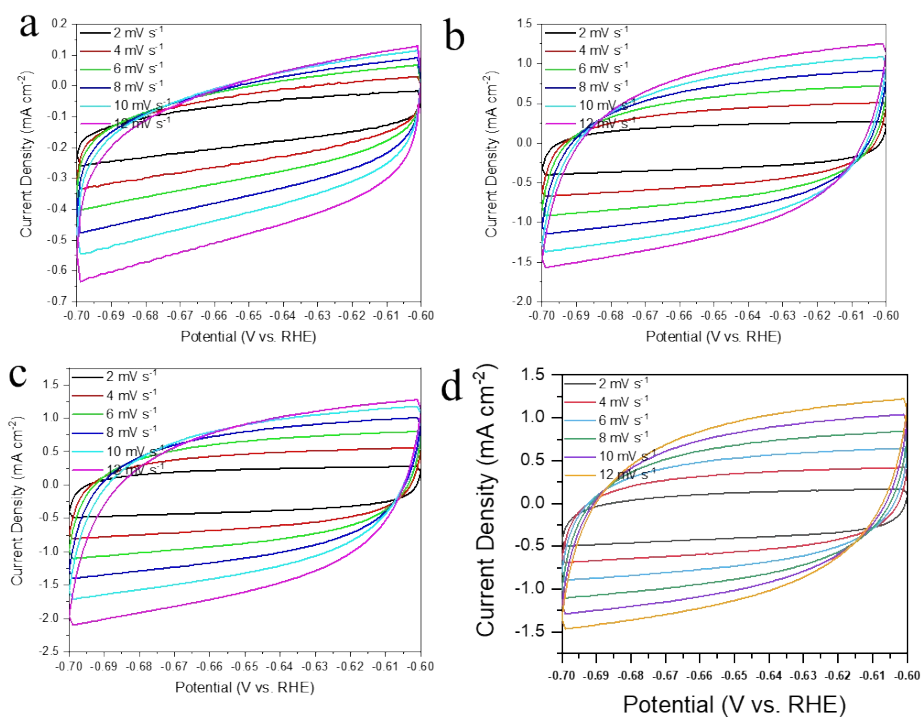 a
2 mV s⁻¹
4 mV s⁻¹
6 mV s⁻¹
8 mV s⁻¹
10 mV s⁻¹
12 mV s⁻¹
0.2
0.1
0.0
-0.1
-0.2
-0.3
-0.4
-0.5
-0.6
-0.7
Current Density (mA cm⁻²)
-0.70 -0.69 -0.68 -0.67 -0.66 -0.65 -0.64 -0.63 -0.62 -0.61 -0.60
Potential (V vs. RHE)
b
2 mV s⁻¹
4 mV s⁻¹
6 mV s⁻¹
8 mV s⁻¹
10 mV s⁻¹
12 mV s⁻¹
1.5
1.0
0.5
0.0
-0.5
-1.0
-1.5
-2.0
Current Density (mA cm⁻²)
-0.70 -0.69 -0.68 -0.67 -0.66 -0.65 -0.64 -0.63 -0.62 -0.61 -0.60
Potential (V vs. RHE)
c
2 mV s⁻¹
4 mV s⁻¹
6 mV s⁻¹
8 mV s⁻¹
10 mV s⁻¹
12 mV s⁻¹
1.5
1.0
0.5
0.0
-0.5
-1.0
-1.5
-2.0
-2.5
Current Density (mA cm⁻²)
-0.70 -0.69 -0.68 -0.67 -0.66 -0.65 -0.64 -0.63 -0.62 -0.61 -0.60
Potential (V vs. RHE)
d
2 mV s⁻¹
4 mV s⁻¹
6 mV s⁻¹
8 mV s⁻¹
10 mV s⁻¹
12 mV s⁻¹
1.5
1.0
0.5
0.0
-0.5
-1.0
-1.5
Current Density (mA cm⁻²)
-0.70 -0.69 -0.68 -0.67 -0.66 -0.65 -0.64 -0.63 -0.62 -0.61 -0.60
Potential (V vs. RHE)